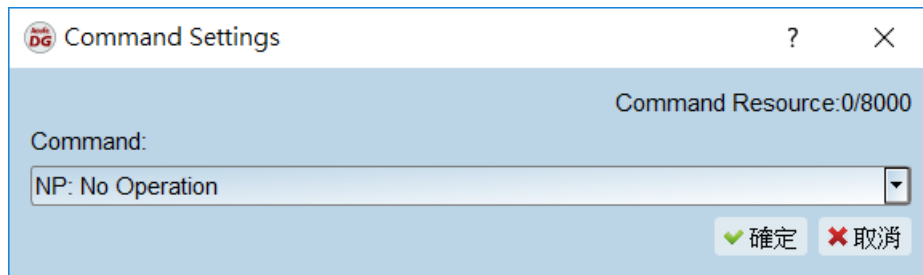 DG
Command Settings
?
Command Resource:0/8000
Command:
NP: No Operation
確定
取消